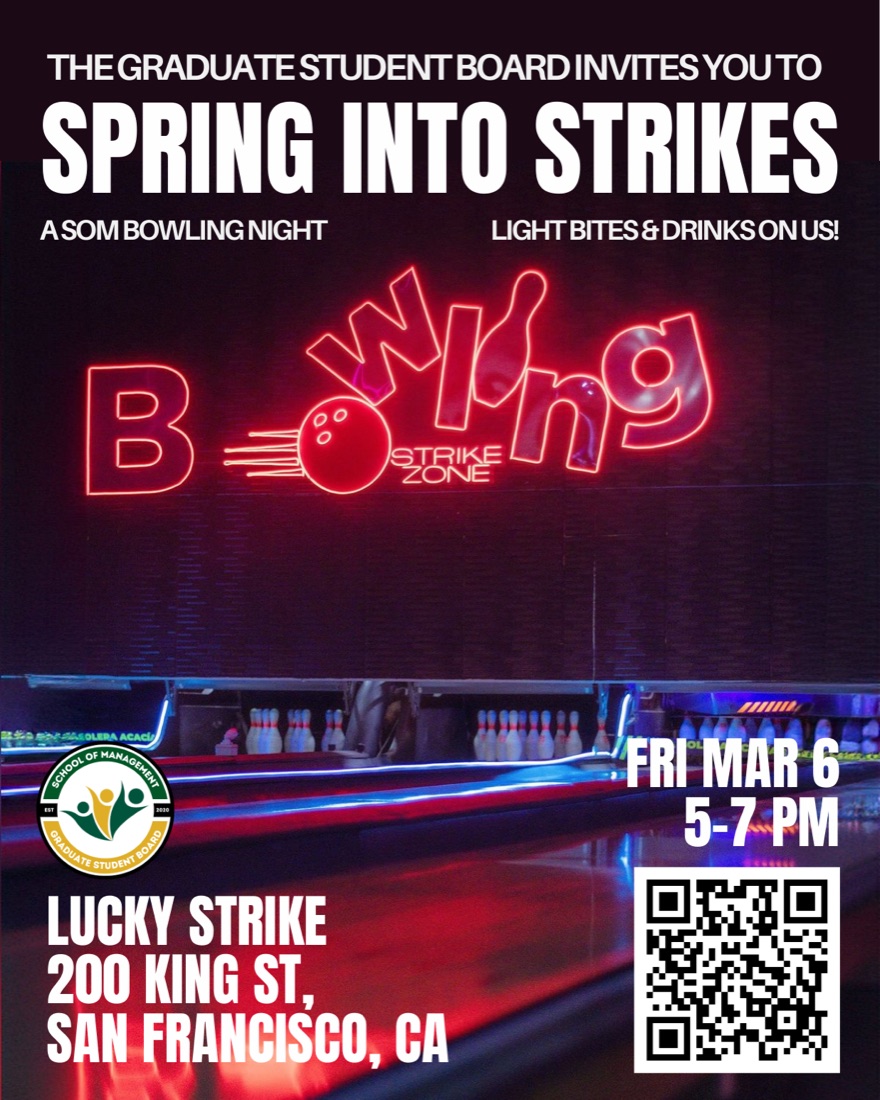 THE GRADUATE STUDENT BOARD INVITES YOU TO
SPRING INTO STRIKES
A SOM BOWLING NIGHT
LIGHT BITES & DRINKS ON US!
Bowling
STRIKE
ZONE
FRI MAR 6
5-7 PM
SCHOOL OF MANAGEMENT
EST 2020
GRADUATE STUDENT BOARD
LUCKY STRIKE
200 KING ST,
SAN FRANCISCO, CA